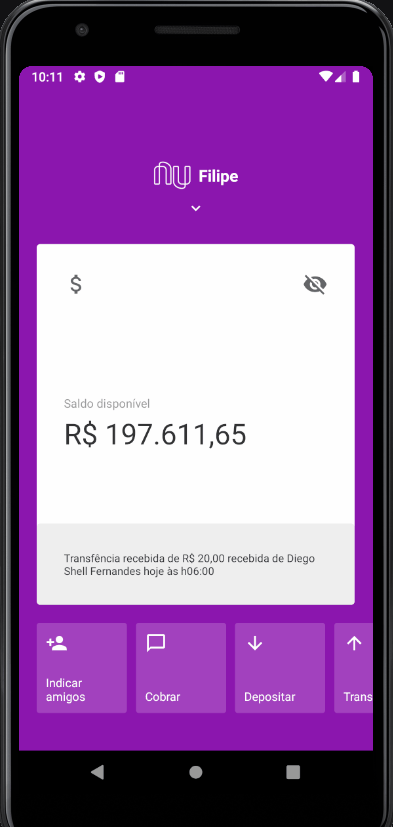 10:11
nu Filipe
$
Saldo disponível
R$ 197.611,65
Transfência recebida de R$ 20,00 recebida de Diego
Shell Fernandes hoje às h06:00
Indicar
amigos
Cobrar
Depositar
Trans